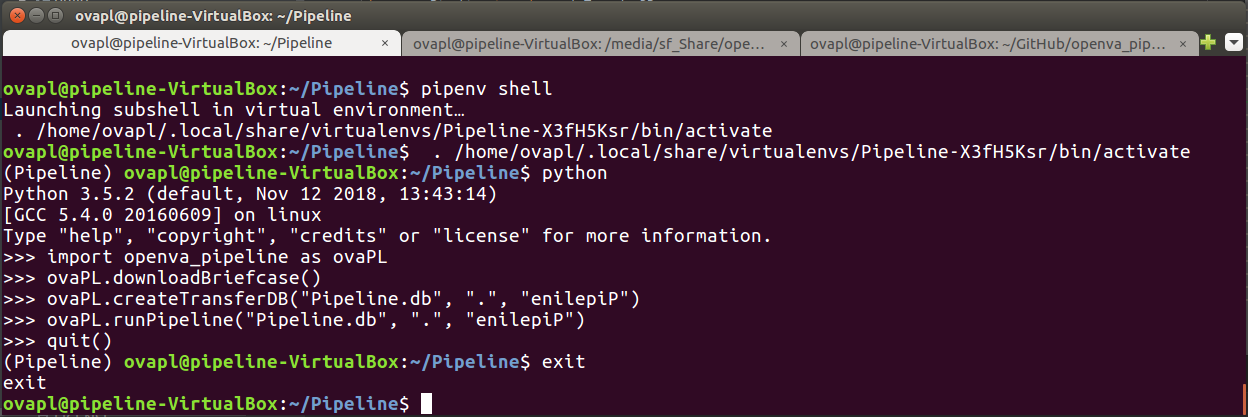 ovapl@pipeline-VirtualBox: ~/Pipeline
ovapl@pipeline-VirtualBox: ~/Pipeline × ovapl@pipeline-VirtualBox: /media/sf_Share/ope... × ovapl@pipeline-VirtualBox: ~/GitHub/openva_pip... ×
ovapl@pipeline-VirtualBox:~/Pipeline$ pipenv shell
Launching subshell in virtual environment…
 . /home/ovapl/.local/share/virtualenvs/Pipeline-X3fH5Ksr/bin/activate
ovapl@pipeline-VirtualBox:~/Pipeline$  . /home/ovapl/.local/share/virtualenvs/Pipeline-X3fH5Ksr/bin/activate
(Pipeline) ovapl@pipeline-VirtualBox:~/Pipeline$ python
Python 3.5.2 (default, Nov 12 2018, 13:43:14)
[GCC 5.4.0 20160609] on linux
Type "help", "copyright", "credits" or "license" for more information.
>>> import openva_pipeline as ovaPL
>>> ovaPL.downloadBriefcase()
>>> ovaPL.createTransferDB("Pipeline.db", ".", "enilepiP")
>>> ovaPL.runPipeline("Pipeline.db", ".", "enilepiP")
>>> quit()
(Pipeline) ovapl@pipeline-VirtualBox:~/Pipeline$ exit
exit
ovapl@pipeline-VirtualBox:~/Pipeline$